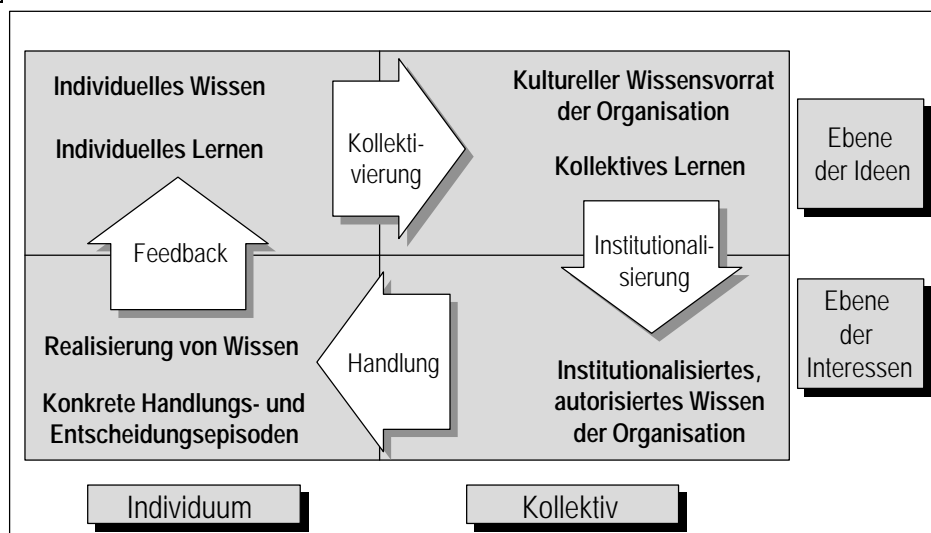 Individuelles Wissen
Individuelles Lernen
Kollekti-
vierung
Kultureller Wissensvorrat
der Organisation
Kollektives Lernen
Ebene
der Ideen
Feedback
Institutionali-
sierung
Realisierung von Wissen
Konkrete Handlungs- und
Entscheidungsepisoden
Handlung
Institutionalisiertes,
autorisiertes Wissen
der Organisation
Ebene
der
Interessen
Individuum
Kollektiv